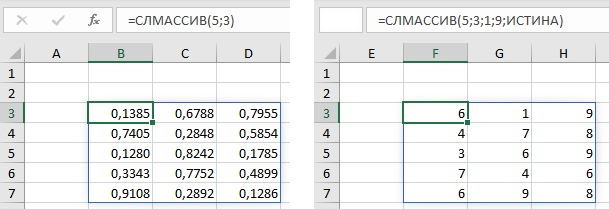 fx =СЛМАССИВ(5;3)
A B C D
1
2
3 0,1385 0,6788 0,7955
4 0,7405 0,2848 0,5854
5 0,1280 0,8242 0,1785
6 0,3343 0,7752 0,4899
7 0,9108 0,2892 0,1286
=СЛМАССИВ(5;3;1;9;ИСТИНА)
E F G H
1
2
3 6 1 9
4 4 7 8
5 3 6 9
6 7 4 6
7 6 9 8